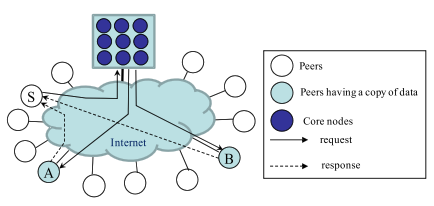 S
Internet
A
B
Peers
Peers having a copy of data
Core nodes
request
response